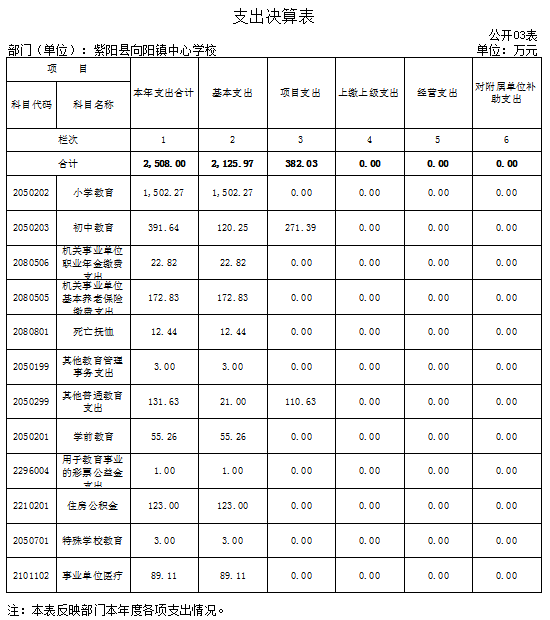 支出决算表
公开03表
部门（单位）：紫阳县向阳镇中心学校 单位：万元
项 目 本年支出合计 基本支出 项目支出 上缴上级支出 经营支出 对附属单位补助支出
科目代码 科目名称
栏次 1 2 3 4 5 6
合计 2,508.00 2,125.97 382.03 0.00 0.00 0.00
2050202 小学教育 1,502.27 1,502.27 0.00 0.00 0.00 0.00
2050203 初中教育 391.64 120.25 271.39 0.00 0.00 0.00
2080506 机关事业单位职业年金缴费支出 22.82 22.82 0.00 0.00 0.00 0.00
2080505 机关事业单位基本养老保险缴费支出 172.83 172.83 0.00 0.00 0.00 0.00
2080801 死亡抚恤 12.44 12.44 0.00 0.00 0.00 0.00
2050199 其他教育管理事务支出 3.00 3.00 0.00 0.00 0.00 0.00
2050299 其他普通教育支出 131.63 21.00 110.63 0.00 0.00 0.00
2050201 学前教育 55.26 55.26 0.00 0.00 0.00 0.00
2296004 用于教育事业的彩票公益金支出 1.00 1.00 0.00 0.00 0.00 0.00
2210201 住房公积金 123.00 123.00 0.00 0.00 0.00 0.00
2050701 特殊学校教育 3.00 3.00 0.00 0.00 0.00 0.00
2101102 事业单位医疗 89.11 89.11 0.00 0.00 0.00 0.00
注：本表反映部门本年度各项支出情况。